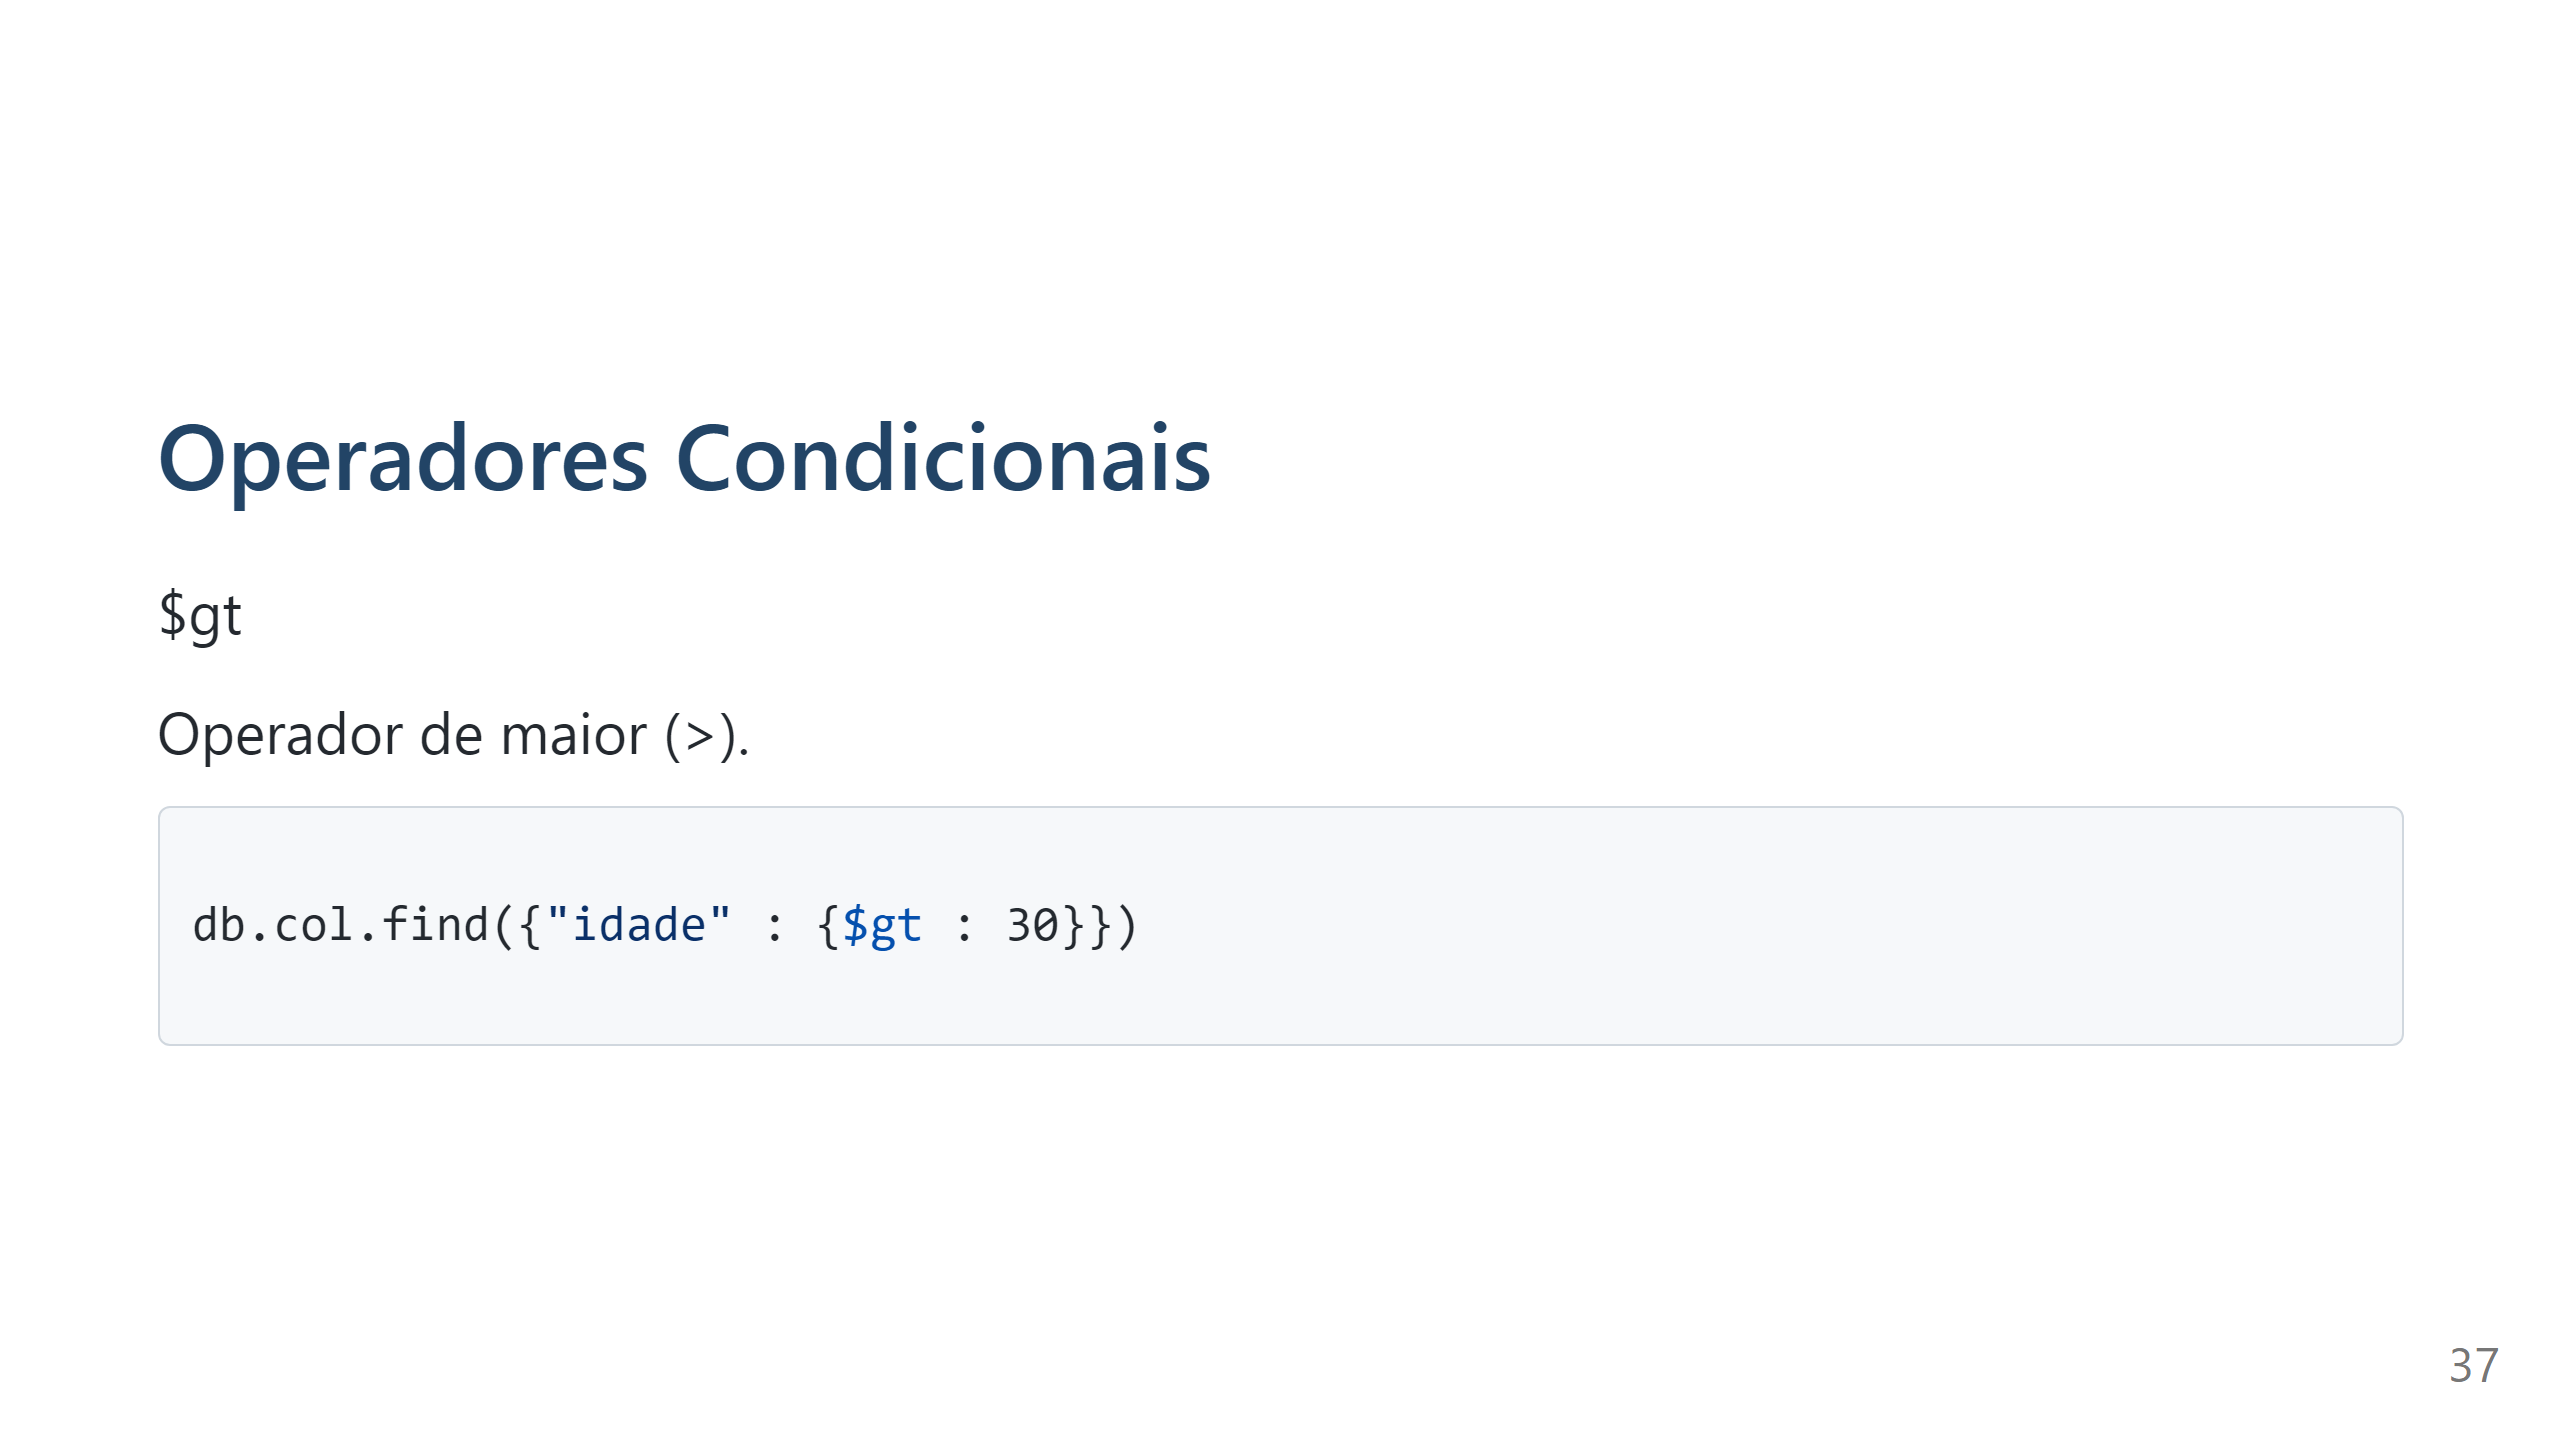 Operadores Condicionais
$gt
Operador de maior (>).
db.col.find({"idade" : {$gt : 30}})
37